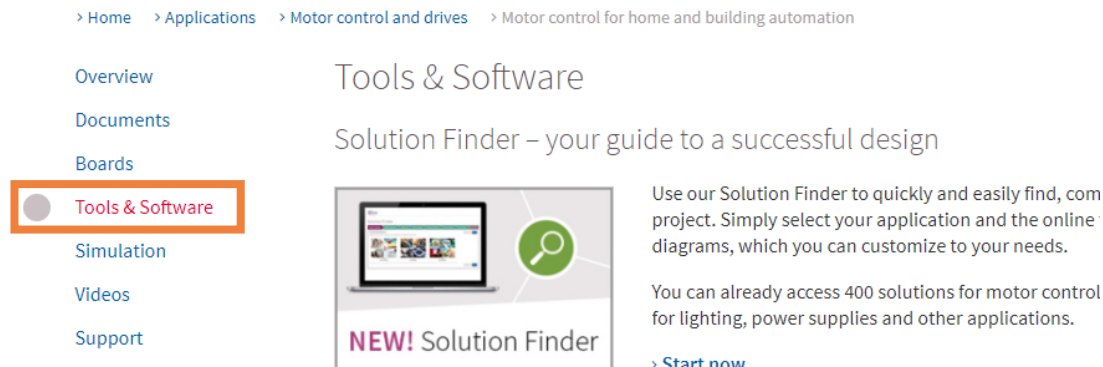 > Home > Applications > Motor control and drives > Motor control for home and building automation
Overview
Documents
Boards
Tools & Software
Simulation
Videos
Support
Tools & Software
Solution Finder – your guide to a successful design
NEW! Solution Finder
Use our Solution Finder to quickly and easily find, com
project. Simply select your application and the online
diagrams, which you can customize to your needs.
You can already access 400 solutions for motor control
for lighting, power supplies and other applications.
> Start now